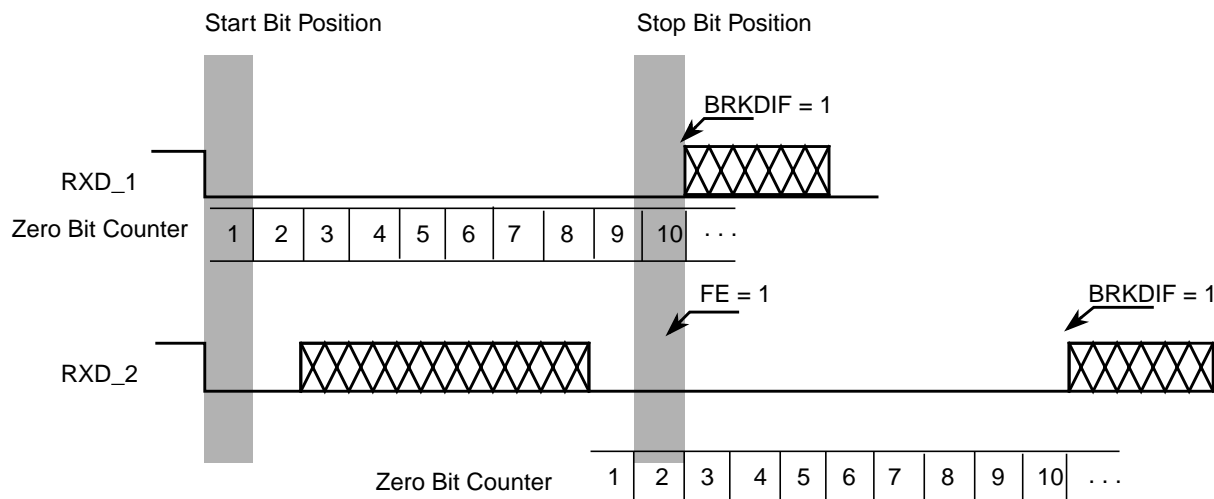 Start Bit Position
Stop Bit Position
BRKDIF = 1
RXD_1
Zero Bit Counter
1 2 3 4 5 6 7 8 9 10 . . .
FE = 1
BRKDIF = 1
RXD_2
Zero Bit Counter
1 2 3 4 5 6 7 8 9 10 . . .